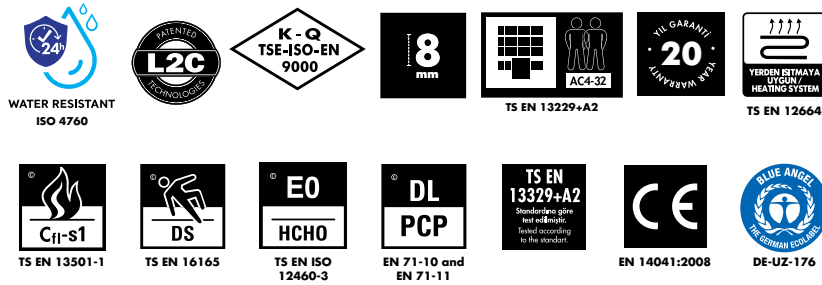 24h
WATER RESISTANT
ISO 4760
PATENTED
L2C
TECHNOLOGIES
K - Q
TSE-ISO-EN
9000
8
mm
AC4-32
TS EN 13229+A2
YIL GARANTİ
20
YEAR WARRANTY
YERDEN ISITMAYA
UYGUN /
HEATING SYSTEM
TS EN 12664
©
Cfl-s1
TS EN 13501-1
©
DS
TS EN 16165
©
E0
HCHO
TS EN ISO
12460-3
©
DL
PCP
EN 71-10 and
EN 71-11
TS EN
13329+A2
Standardına göre
test edilmiştir.
Tested according
to the standart.
CE
EN 14041:2008
BLUE ANGEL
THE GERMAN ECOLABEL
DE-UZ-176